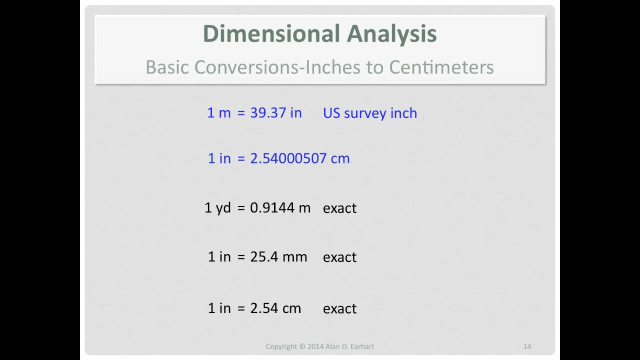 Dimensional Analysis
Basic Conversions-Inches to Centimeters
1 m = 39.37 in US survey inch
1 in = 2.54000507 cm
1 yd = 0.9144 m exact
1 in = 25.4 mm exact
1 in = 2.54 cm exact
Copyright © 2014 Alan D. Earhart
14